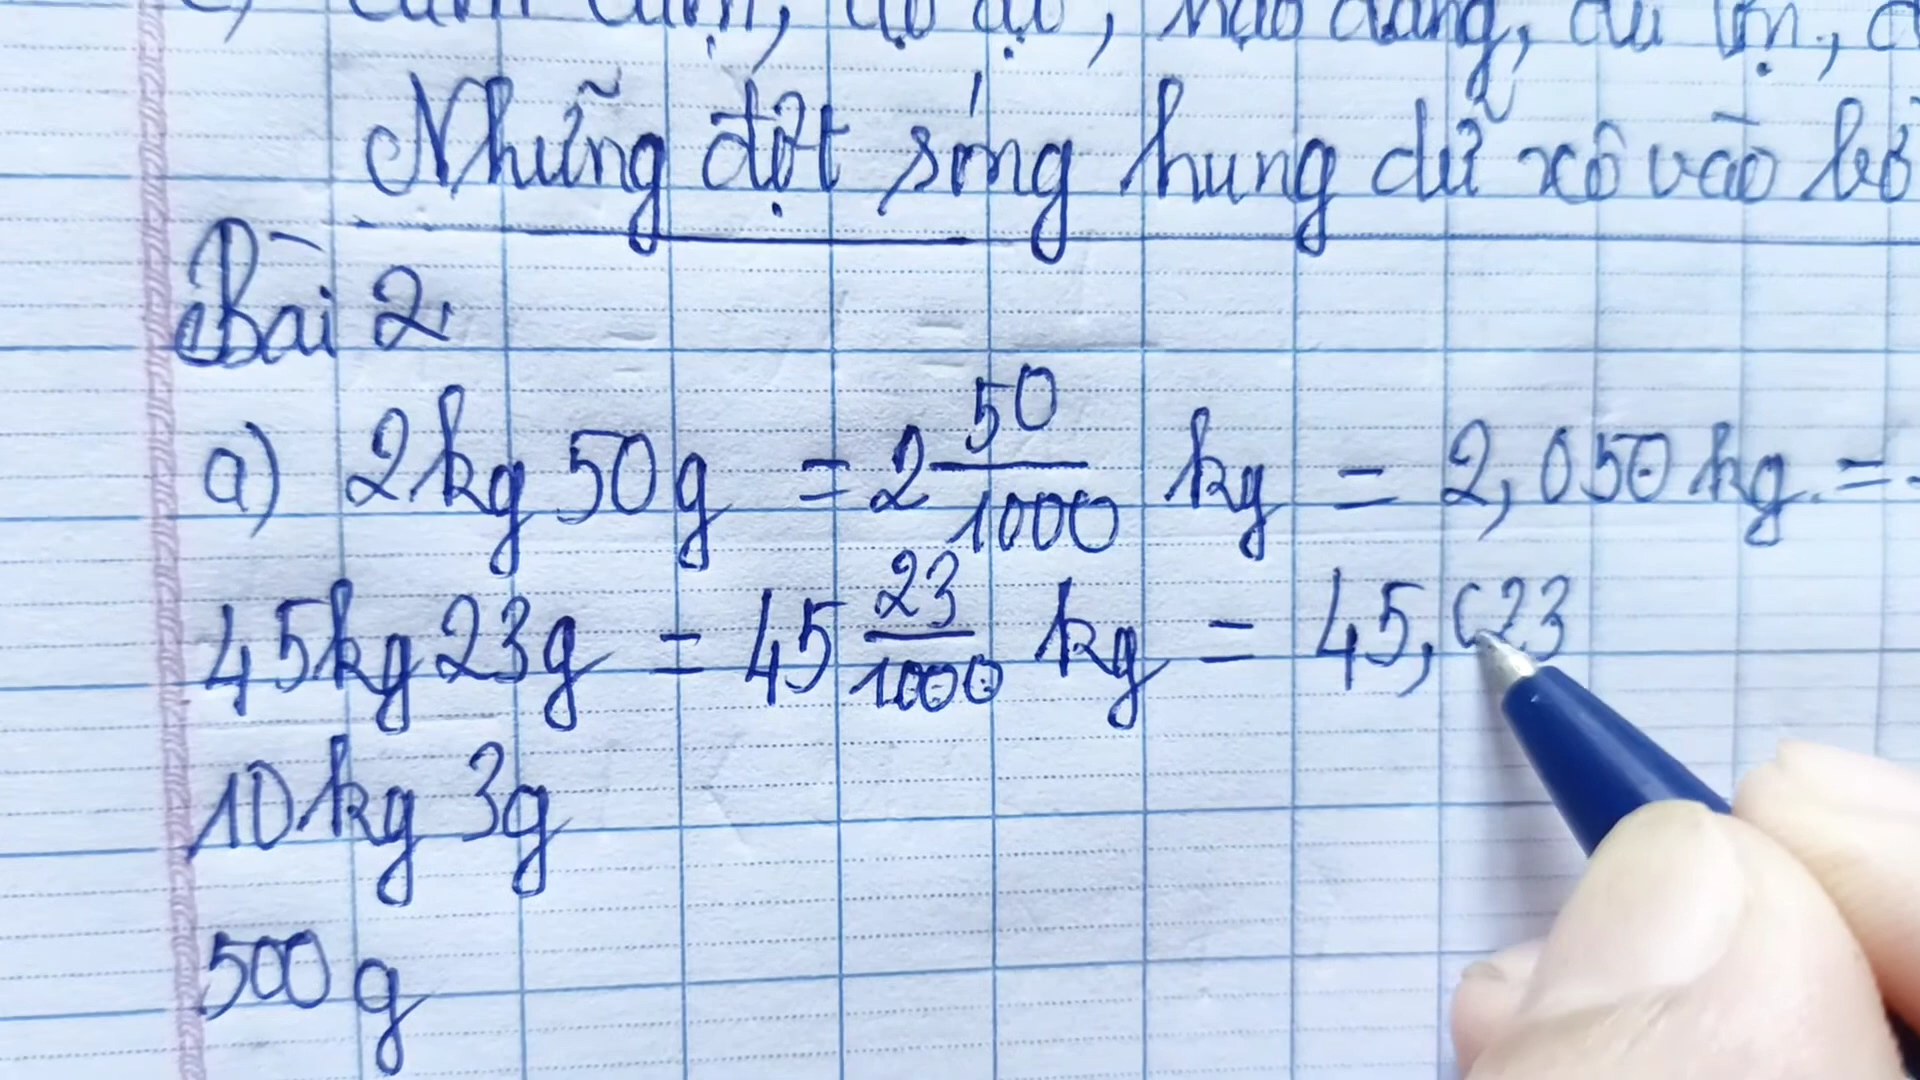 Những đợt sóng hung dữ xô vào bờ
Bài 2.
a) 2kg 50g = 2 50/1000 kg = 2,050 kg =
45kg 23g = 45 23/1000 kg = 45,023
10kg 3g
500g